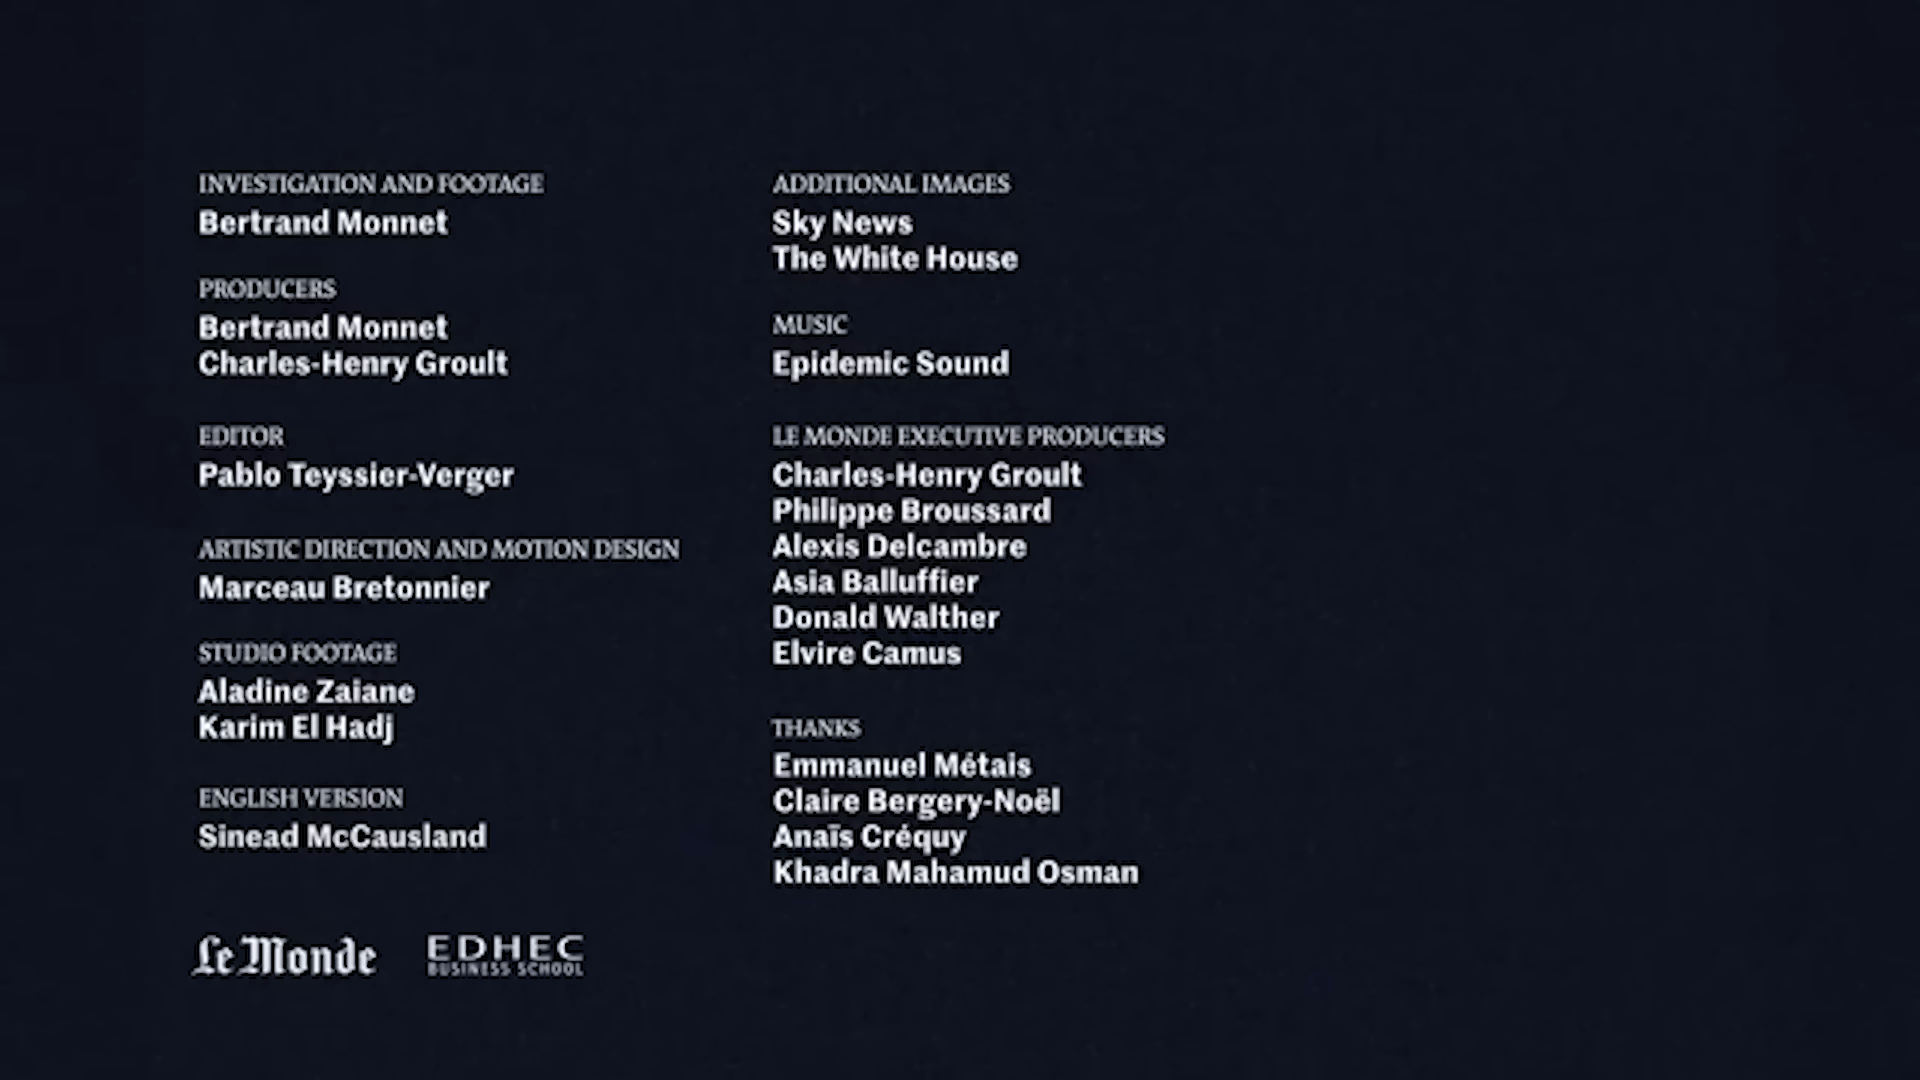 INVESTIGATION AND FOOTAGE
Bertrand Monnet
PRODUCERS
Bertrand Monnet
Charles-Henry Groult
EDITOR
Pablo Teyssier-Verger
ARTISTIC DIRECTION AND MOTION DESIGN
Marceau Bretonnier
STUDIO FOOTAGE
Aladine Zaiane
Karim El Hadj
ENGLISH VERSION
Sinead McCausland
ADDITIONAL IMAGES
Sky News
The White House
MUSIC
Epidemic Sound
LE MONDE EXECUTIVE PRODUCERS
Charles-Henry Groult
Philippe Broussard
Alexis Delcambre
Asia Balluffier
Donald Walther
Elvire Camus
THANKS
Emmanuel Métais
Claire Bergery-Noël
Anaïs Créquy
Khadra Mahamud Osman
Le Monde
EDHEC
BUSINESS SCHOOL